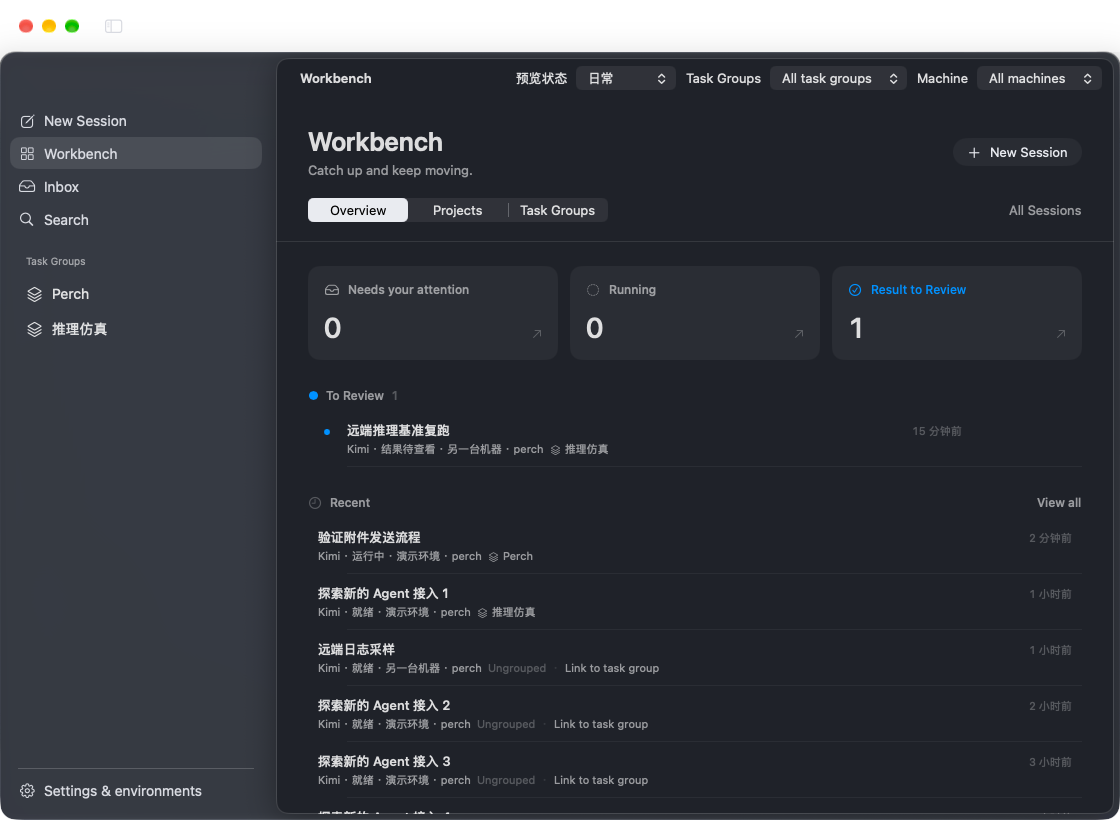 Workbench
预览状态 日常 Task Groups All task groups Machine All machines
New Session
Workbench
Inbox
Search
Task Groups
Perch
推理仿真
Settings & environments
Workbench
Catch up and keep moving.
New Session
Overview Projects Task Groups
All Sessions
Needs your attention
0
Running
0
Result to Review
1
To Review 1
远端推理基准复跑
15 分钟前
Kimi · 结果待查看 · 另一台机器 · perch 推理仿真
Recent
View all
验证附件发送流程
2 分钟前
Kimi · 运行中 · 演示环境 · perch Perch
探索新的 Agent 接入 1
1 小时前
Kimi · 就绪 · 演示环境 · perch 推理仿真
远端日志采样
1 小时前
Kimi · 就绪 · 另一台机器 · perch Ungrouped · Link to task group
探索新的 Agent 接入 2
2 小时前
Kimi · 就绪 · 演示环境 · perch Ungrouped · Link to task group
探索新的 Agent 接入 3
3 小时前
Kimi · 就绪 · 演示环境 · perch Ungrouped · Link to task group